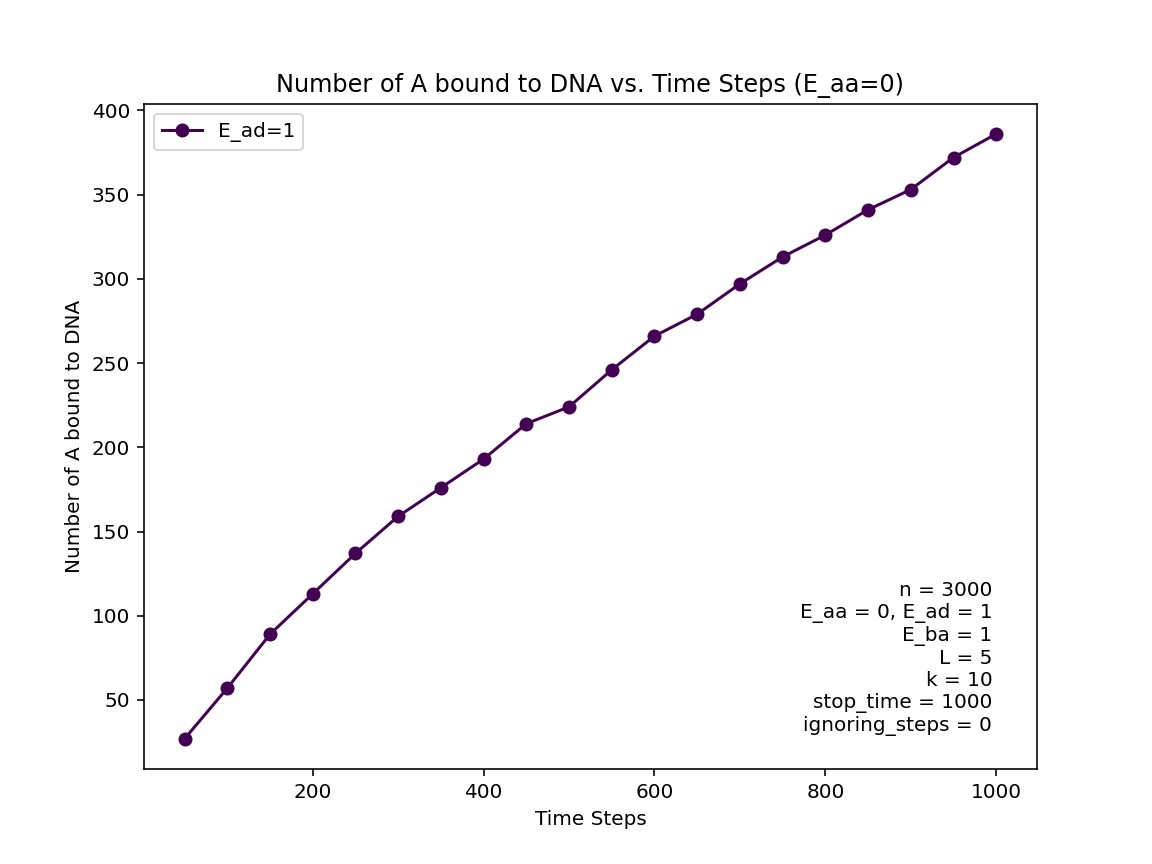 Number of A bound to DNA vs. Time Steps (E_aa=0)
E_ad=1
400
350
300
250
200
150
100
50
Number of A bound to DNA
n = 3000
E_aa = 0, E_ad = 1
E_ba = 1
L = 5
k = 10
stop_time = 1000
ignoring_steps = 0
200 400 600 800 1000
Time Steps